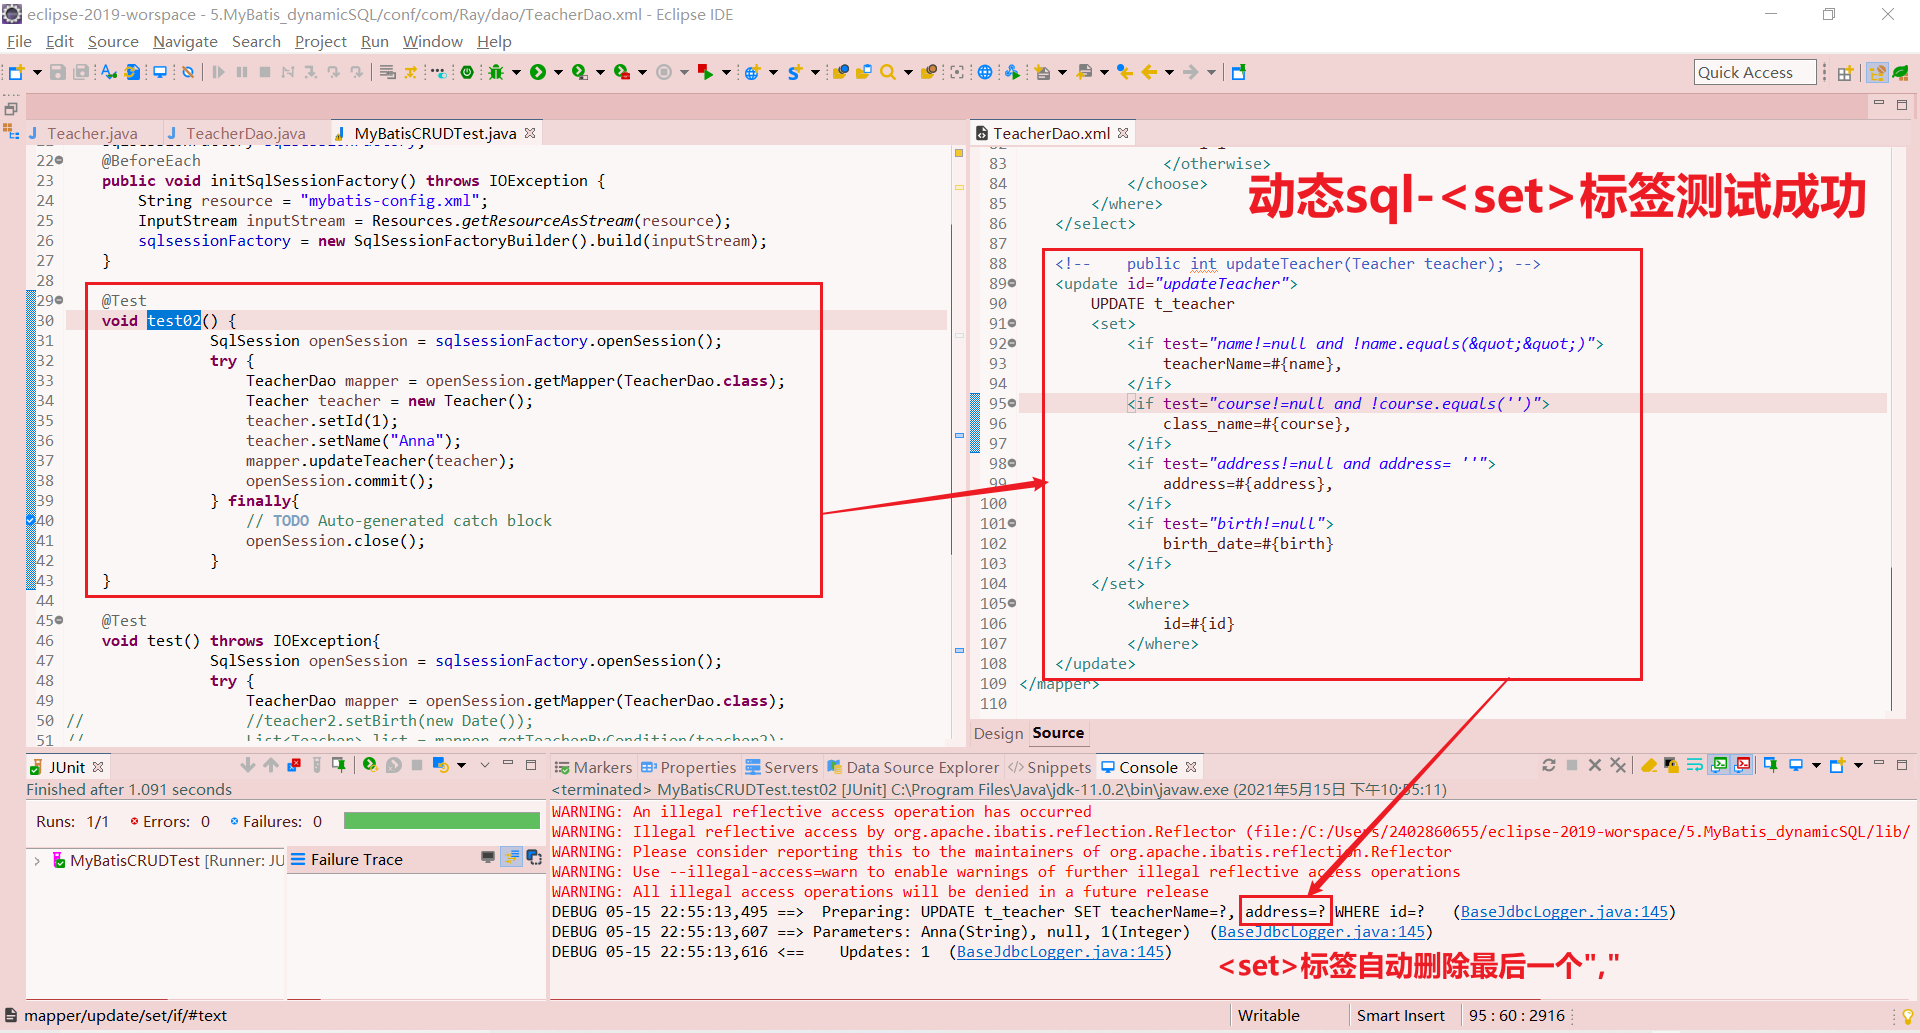 eclipse-2019-worspace - 5.MyBatis_dynamicSQL/conf/com/Ray/dao/TeacherDao.xml - Eclipse IDE
File Edit Source Navigate Search Project Run Window Help
Quick Access
Teacher.java TeacherDao.java MyBatisCRUDTest.java
22 @BeforeEach
23 public void initSqlSessionFactory() throws IOException {
24 String resource = "mybatis-config.xml";
25 InputStream inputStream = Resources.getResourceAsStream(resource);
26 sqlsessionFactory = new SqlSessionFactoryBuilder().build(inputStream);
27 }
28
29 @Test
30 void test02() {
31 SqlSession openSession = sqlsessionFactory.openSession();
32 try {
33 TeacherDao mapper = openSession.getMapper(TeacherDao.class);
34 Teacher teacher = new Teacher();
35 teacher.setId(1);
36 teacher.setName("Anna");
37 mapper.updateTeacher(teacher);
38 openSession.commit();
39 } finally{
40 // TODO Auto-generated catch block
41 openSession.close();
42 }
43 }
44
45 @Test
46 void test() throws IOException{
47 SqlSession openSession = sqlsessionFactory.openSession();
48 try {
49 TeacherDao mapper = openSession.getMapper(TeacherDao.class);
50 // //teacher2.setBirth(new Date());
51 // List<Teacher> list = mapper.getTeacherByCondition(teacher2);
TeacherDao.xml
83 </otherwise>
84 </choose>
85 </where>
86 </select>
87
88 <!-- public int updateTeacher(Teacher teacher); -->
89 <update id="updateTeacher">
90 UPDATE t_teacher
91 <set>
92 <if test="name!=null and !name.equals(&quot;&quot;)">
93 teacherName=#{name},
94 </if>
95 <if test="course!=null and !course.equals('')">
96 class_name=#{course},
97 </if>
98 <if test="address!=null and address= ''">
99 address=#{address},
100 </if>
101 <if test="birth!=null">
102 birth_date=#{birth}
103 </if>
104 </set>
105 <where>
106 id=#{id}
107 </where>
108 </update>
109 </mapper>
110
动态sql-<set>标签测试成功
Design Source
JUnit
Finished after 1.091 seconds
Runs: 1/1 Errors: 0 Failures: 0
MyBatisCRUDTest [Runner: JU
Failure Trace
Markers Properties Servers Data Source Explorer Snippets Console
<terminated> MyBatisCRUDTest.test02 [JUnit] C:\Program Files\Java\jdk-11.0.2\bin\javaw.exe (2021年5月15日 下午10:55:11)
WARNING: An illegal reflective access operation has occurred
WARNING: Illegal reflective access by org.apache.ibatis.reflection.Reflector (file:/C:/Users/2402860655/eclipse-2019-worspace/5.MyBatis_dynamicSQL/lib/
WARNING: Please consider reporting this to the maintainers of org.apache.ibatis.reflection.Reflector
WARNING: Use --illegal-access=warn to enable warnings of further illegal reflective access operations
WARNING: All illegal access operations will be denied in a future release
DEBUG 05-15 22:55:13,495 ==> Preparing: UPDATE t_teacher SET teacherName=?, address=? WHERE id=? (BaseJdbcLogger.java:145)
DEBUG 05-15 22:55:13,607 ==> Parameters: Anna(String), null, 1(Integer) (BaseJdbcLogger.java:145)
DEBUG 05-15 22:55:13,616 <== Updates: 1 (BaseJdbcLogger.java:145)
<set>标签自动删除最后一个","
mapper/update/set/if/#text
Writable Smart Insert 95 : 60 : 2916